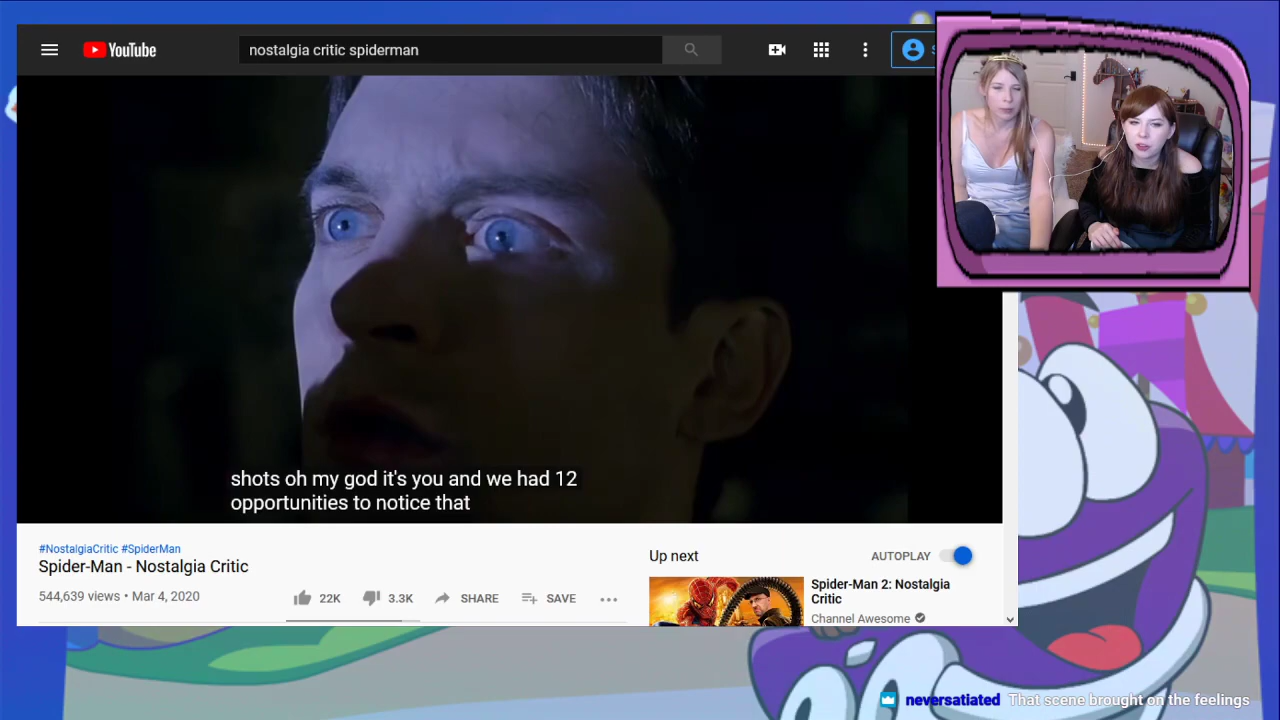 YouTube
nostalgia critic spiderman
shots oh my god it's you and we had 12
opportunities to notice that
#NostalgiaCritic #SpiderMan
Spider-Man - Nostalgia Critic
544,639 views • Mar 4, 2020
22K
3.3K
SHARE
SAVE
Up next
AUTOPLAY
Spider-Man 2: Nostalgia
Critic
Channel Awesome
neversatiated That scene brought on the feelings